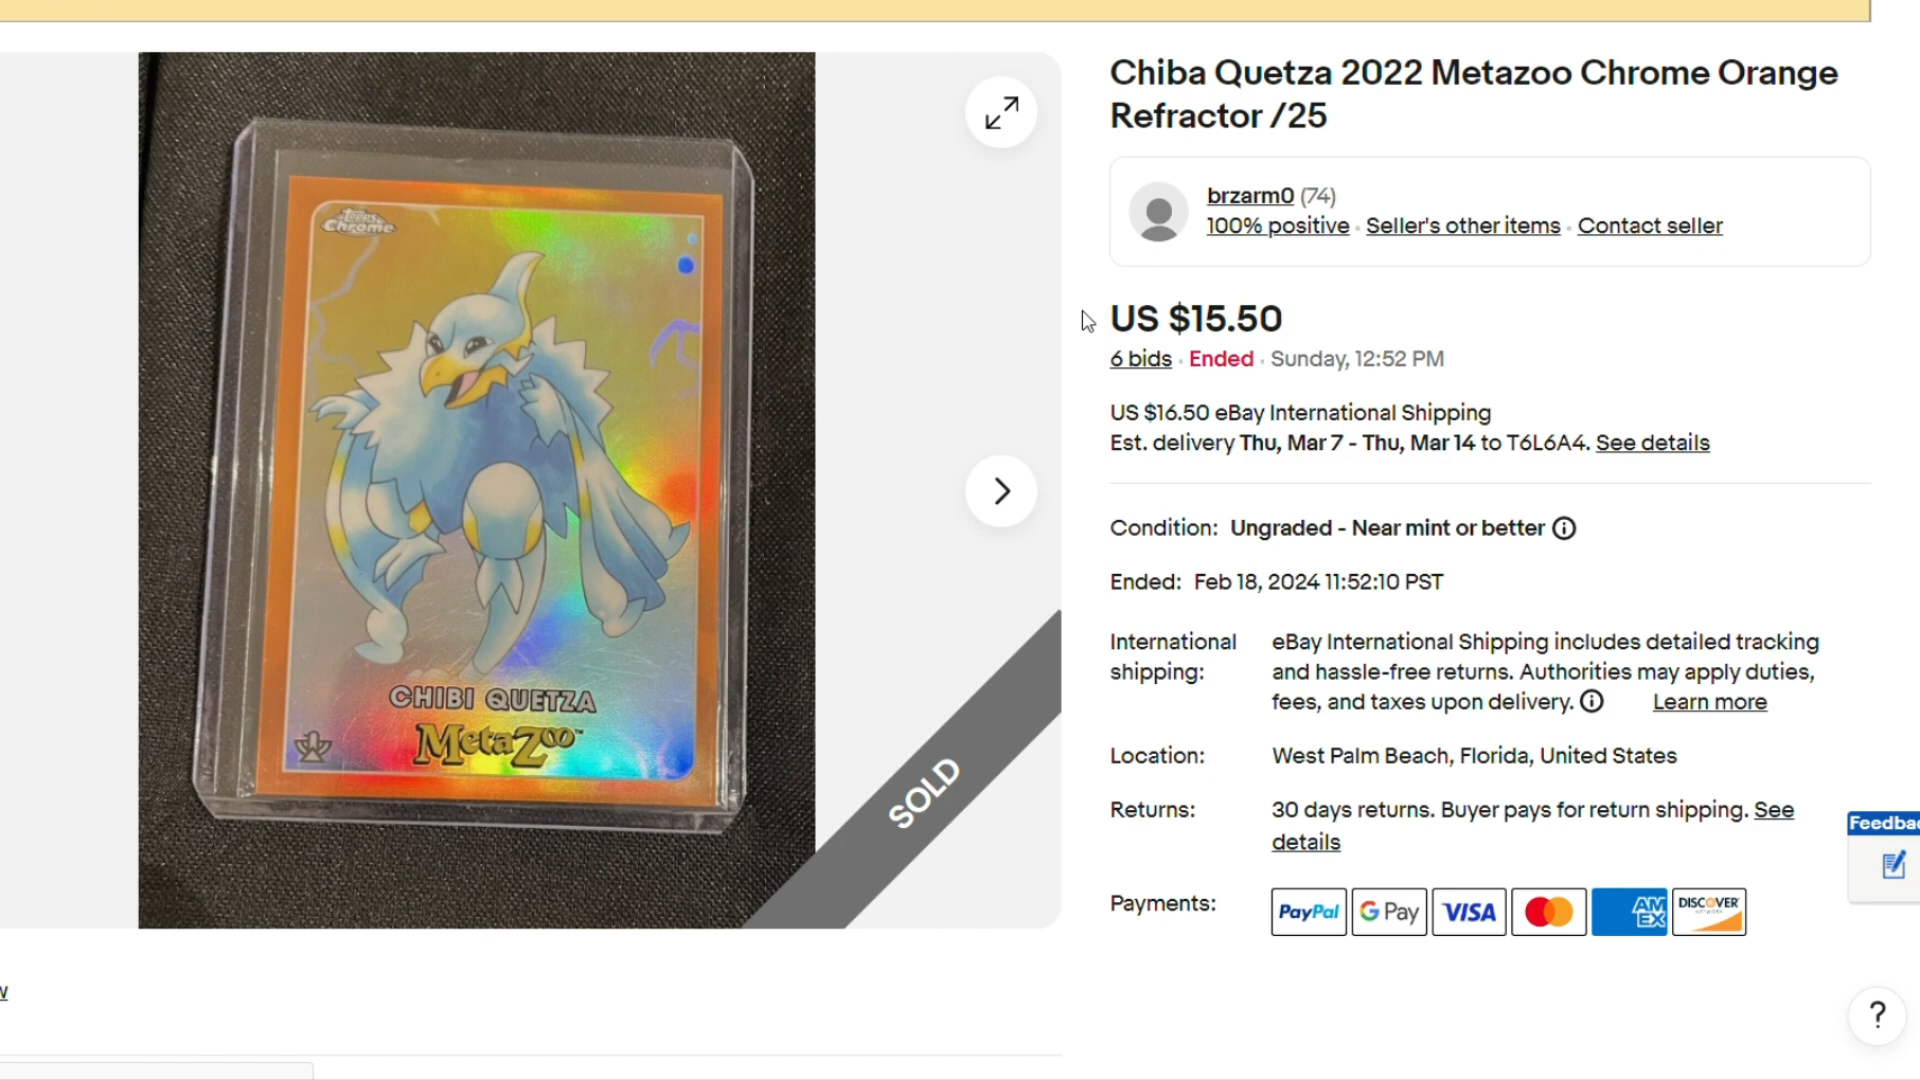 Chiba Quetza 2022 Metazoo Chrome Orange
Refractor /25
brzarm0 (74)
100% positive · Seller's other items · Contact seller
US $15.50
6 bids · Ended · Sunday, 12:52 PM
US $16.50 eBay International Shipping
Est. delivery Thu, Mar 7 - Thu, Mar 14 to T6L6A4. See details
Condition: Ungraded - Near mint or better
Ended: Feb 18, 2024 11:52:10 PST
International shipping: eBay International Shipping includes detailed tracking
and hassle-free returns. Authorities may apply duties,
fees, and taxes upon delivery. Learn more
Location: West Palm Beach, Florida, United States
Returns: 30 days returns. Buyer pays for return shipping. See
details
Payments: PayPal G Pay VISA AM EX DISCOVER
Topps
Chrome
CHIBI QUETZA
MetaZoo™
SOLD
Feedbac
?